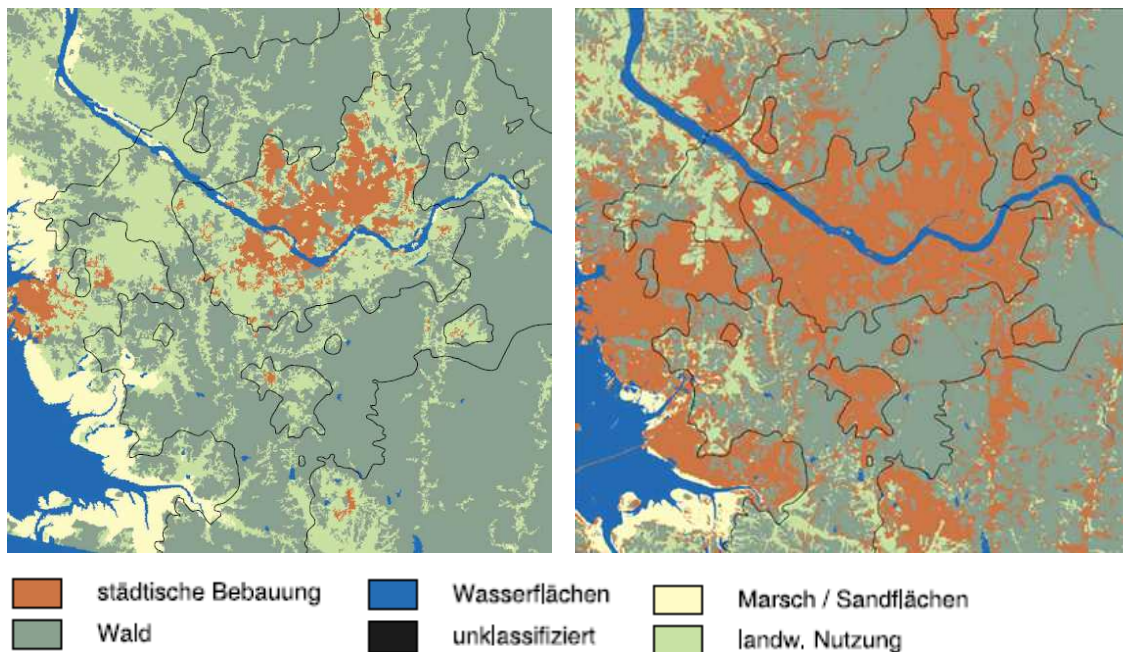 städtische Bebauung
Wasserflächen
Marsch / Sandflächen
Wald
unklassifiziert
landw. Nutzung